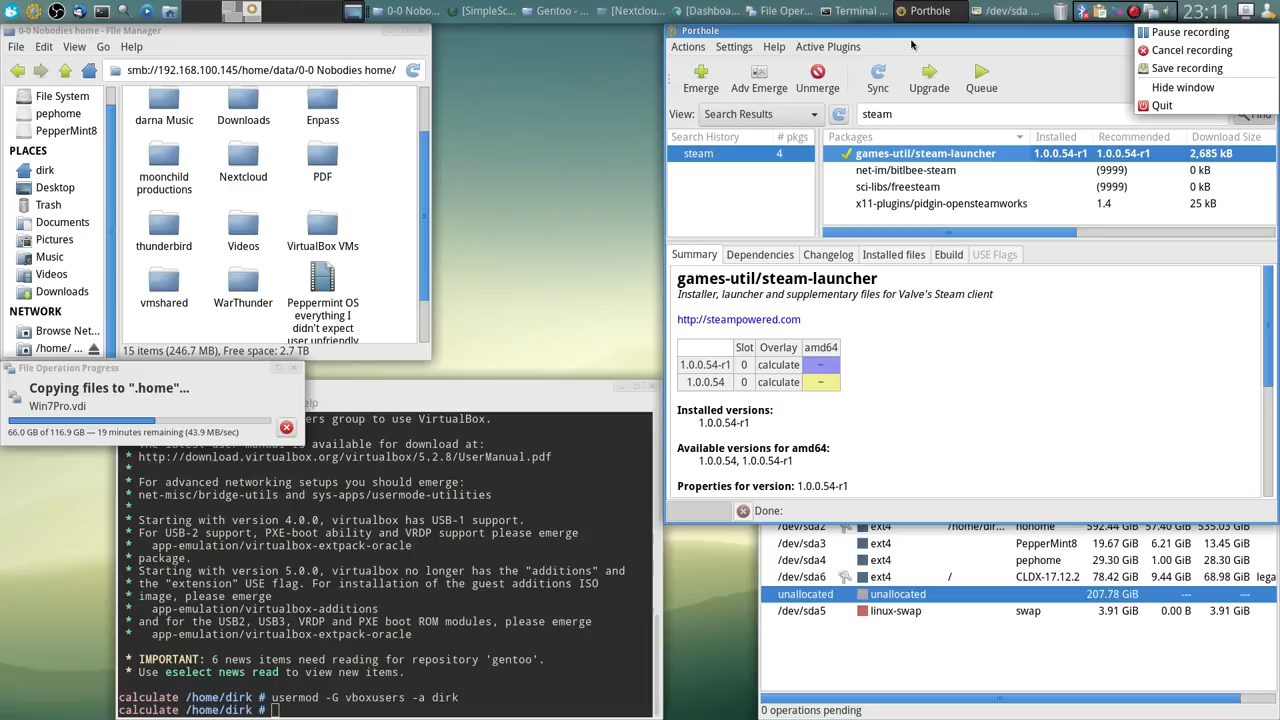 0-0 Nobo...
[SimpleSc...
Gentoo - ...
[Nextclou...
[Dashboa...
File Oper...
Terminal ...
Porthole
/dev/sda ...
23:11
0-0 Nobodies home/ - File Manager
File Edit View Go Help
smb://192.168.100.145/home/data/0-0 Nobodies home/
File System
pephome
PepperMint8
PLACES
dirk
Desktop
Trash
Documents
Pictures
Music
Videos
Downloads
NETWORK
Browse Net...
/home/ ...
darna Music
Downloads
Enpass
moonchild
productions
Nextcloud
PDF
thunderbird
Videos
VirtualBox VMs
vmshared
WarThunder
Peppermint OS
everything I
didn't expect
user unfriendly
15 items (246.7 MB), Free space: 2.7 TB
File Operation Progress
Copying files to ".home"...
Win7Pro.vdi
66.0 GB of 116.9 GB — 19 minutes remaining (43.9 MB/sec)
elp
ers group to use VirtualBox.
* http://download.virtualbox.org/virtualbox/5.2.8/UserManual.pdf
*
* For advanced networking setups you should emerge:
* net-misc/bridge-utils and sys-apps/usermode-utilities
*
* Starting with version 4.0.0, virtualbox has USB-1 support.
* For USB-2 support, PXE-boot ability and VRDP support please emerge
* app-emulation/virtualbox-extpack-oracle
* package.
* Starting with version 5.0.0, virtualbox no longer has the "additions" and
* the "extension" USE flag. For installation of the guest additions ISO
* image, please emerge
* app-emulation/virtualbox-additions
* and for the USB2, USB3, VRDP and PXE boot ROM modules, please emerge
* app-emulation/virtualbox-extpack-oracle
* IMPORTANT: 6 news items need reading for repository 'gentoo'.
* Use eselect news read to view new items.
calculate /home/dirk # usermod -G vboxusers -a dirk
calculate /home/dirk #
Porthole
Actions Settings Help Active Plugins
Emerge Adv Emerge Unmerge Sync Upgrade Queue
View: Search Results steam
Search History # pkgs
steam 4
Packages Installed Recommended Download Size
games-util/steam-launcher 1.0.0.54-r1 1.0.0.54-r1 2,685 kB
net-im/bitlbee-steam (9999) 0 kB
sci-libs/freesteam (9999) 0 kB
x11-plugins/pidgin-opensteamworks 1.4 25 kB
Summary Dependencies Changelog Installed files Ebuild USE Flags
games-util/steam-launcher
Installer, launcher and supplementary files for Valve's Steam client
http://steampowered.com
Slot Overlay amd64
1.0.0.54-r1 0 calculate ~
1.0.0.54 0 calculate ~
Installed versions:
1.0.0.54-r1
Available versions for amd64:
1.0.0.54, 1.0.0.54-r1
Properties for version: 1.0.0.54-r1
Done:
Pause recording
Cancel recording
Save recording
Hide window
Quit
/dev/sda2 ext4 /home/dir... nohome 592.44 GiB 57.40 GiB 535.03 GiB
/dev/sda3 ext4 PepperMint8 19.67 GiB 6.21 GiB 13.45 GiB
/dev/sda4 ext4 pephome 29.30 GiB 1.00 GiB 28.30 GiB
/dev/sda6 ext4 / CLDX-17.12.2 78.42 GiB 9.44 GiB 68.98 GiB lega
unallocated unallocated 207.78 GiB --- ---
/dev/sda5 linux-swap swap 3.91 GiB 0.00 B 3.91 GiB
0 operations pending